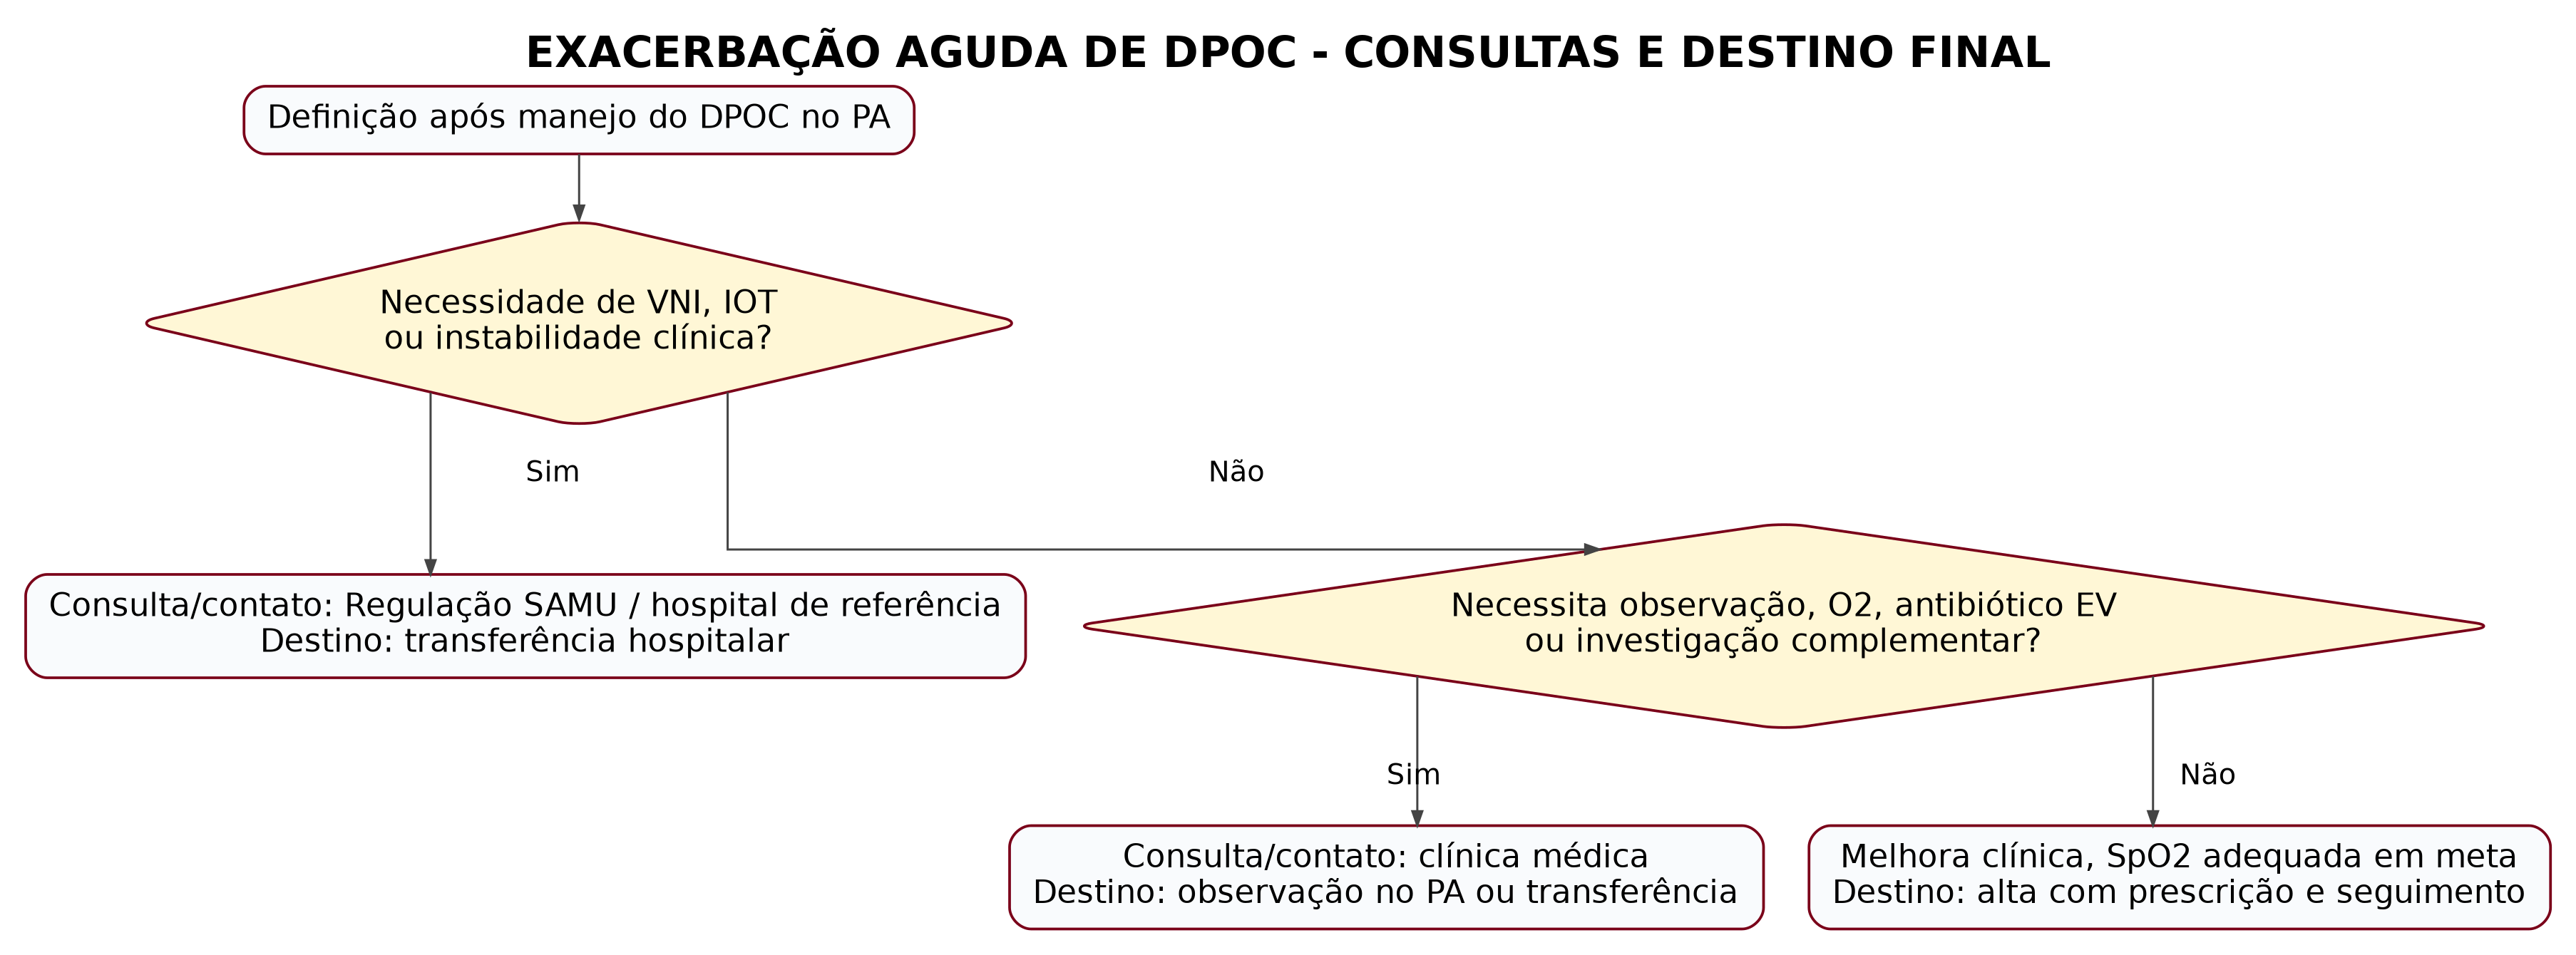 EXACERBAÇÃO AGUDA DE DPOC - CONSULTAS E DESTINO FINAL
Definição após manejo do DPOC no PA
Necessidade de VNI, IOT
ou instabilidade clínica?
Sim
Não
Consulta/contato: Regulação SAMU / hospital de referência
Destino: transferência hospitalar
Necessita observação, O2, antibiótico EV
ou investigação complementar?
Sim
Não
Consulta/contato: clínica médica
Destino: observação no PA ou transferência
Melhora clínica, SpO2 adequada em meta
Destino: alta com prescrição e seguimento